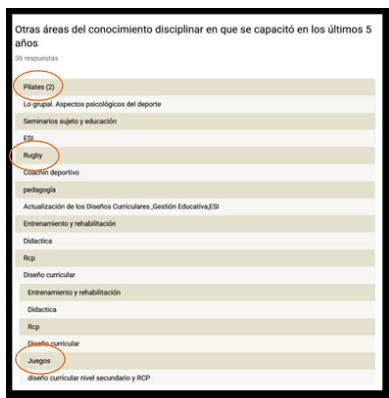 Otras áreas del conocimiento disciplinar en que se capacitó en los últimos 5
años
36 respuestas
Pilates (2)
Lo grupal. Aspectos psicológicos del deporte
Seminarios sujeto y educación
ESI
Rugby
Coachin deportivo
pedagogía
Actualización de los Diseños Curriculares ,Gestión Educativa,ESI
Entrenamiento y rehabilitación
Didactica
Rcp
Diseño curricular
Entrenamiento y rehabilitación
Didactica
Rcp
Diseño curricular
Juegos
diseño curricular nivel secundario y RCP